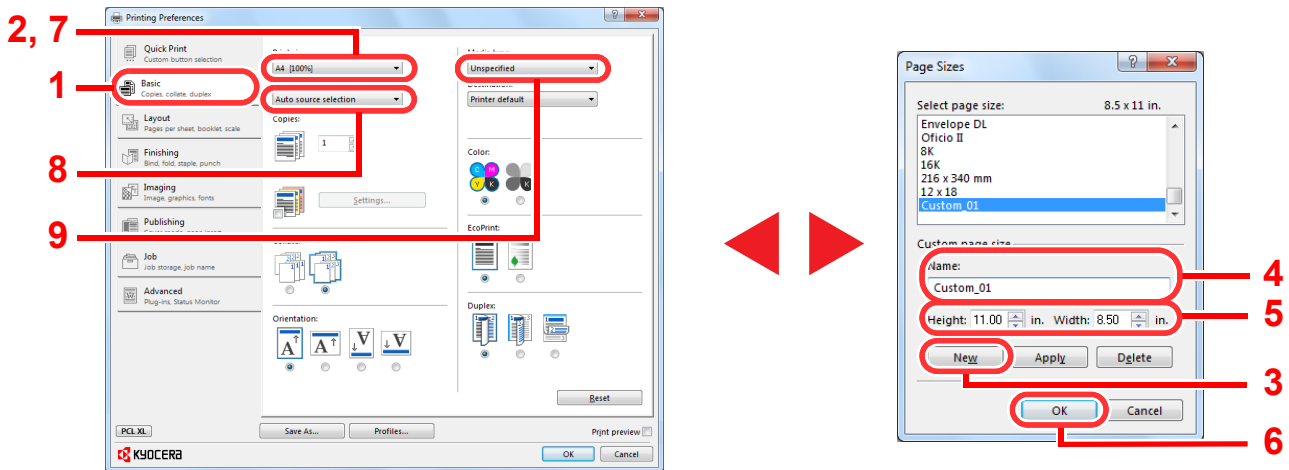 2, 7
1
8
9
Printing Preferences
Quick Print
Custom button selection
Basic
Copies, collate, duplex
Layout
Pages per sheet, booklet, scale
Finishing
Bind, fold, staple, punch
Imaging
Image, graphics, fonts
Publishing
Job
Job storage, job name
Advanced
Plug-ins, Status Monitor
A4 [100%]
Auto source selection
Copies:
1
Settings...
Orientation:
A A A A
Media type:
Unspecified
Destination:
Printer default
Color:
C M
Y K K
EcoPrint:
Duplex:
Reset
PCL XL
Save As...
Profiles...
Print preview
KYOCERA
OK
Cancel
Page Sizes
Select page size: 8.5 x 11 in.
Envelope DL
Oficio II
8K
16K
216 x 340 mm
12 x 18
Custom_01
Custom page size
Name:
Custom_01
Height: 11.00 in. Width: 8.50 in.
New
Apply
Delete
OK
Cancel
4
5
3
6